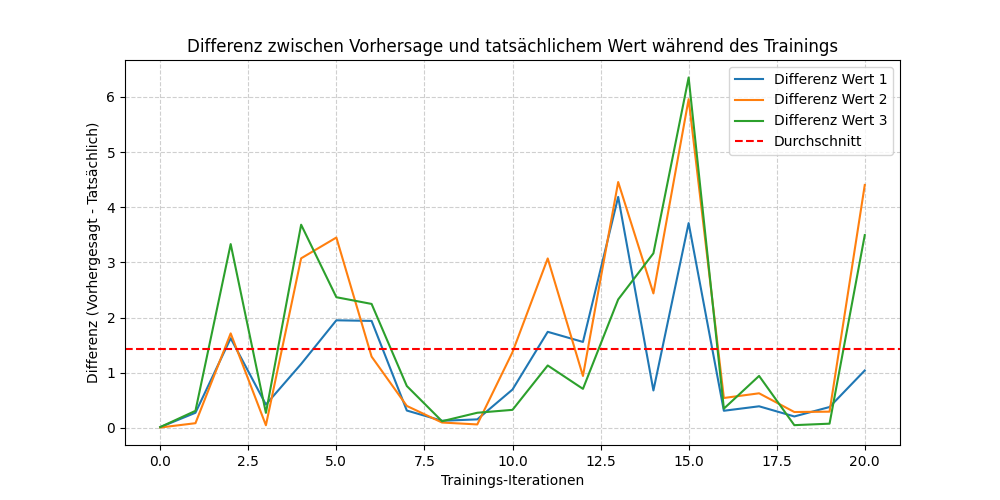 Differenz zwischen Vorhersage und tatsächlichem Wert während des Trainings
Differenz (Vorhergesagt - Tatsächlich)
6
5
4
3
2
1
0
Differenz Wert 1
Differenz Wert 2
Differenz Wert 3
Durchschnitt
0.0 2.5 5.0 7.5 10.0 12.5 15.0 17.5 20.0
Trainings-Iterationen